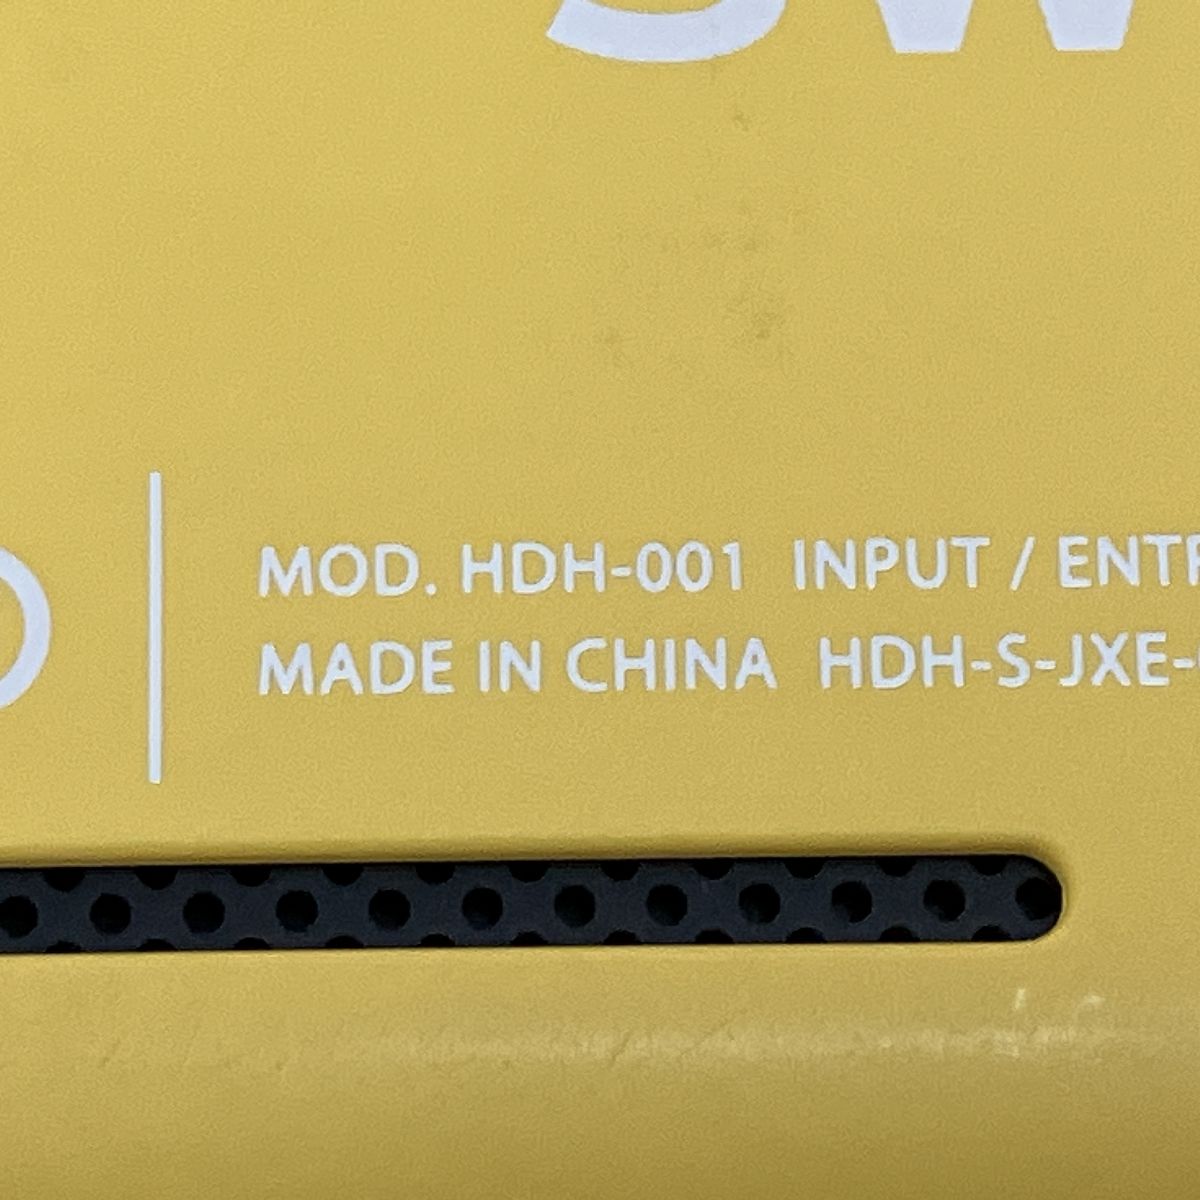 MOD. HDH-001 INPUT / ENTR
MADE IN CHINA HDH-S-JXE-